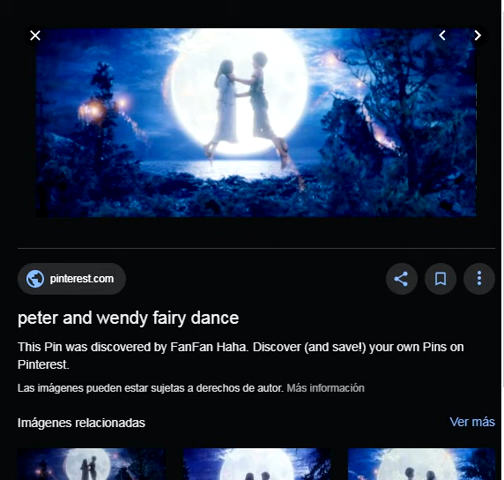 pinterest.com
peter and wendy fairy dance
This Pin was discovered by FanFan Haha. Discover (and save!) your own Pins on
Pinterest.
Las imágenes pueden estar sujetas a derechos de autor. Más información
Imágenes relacionadas
Ver más